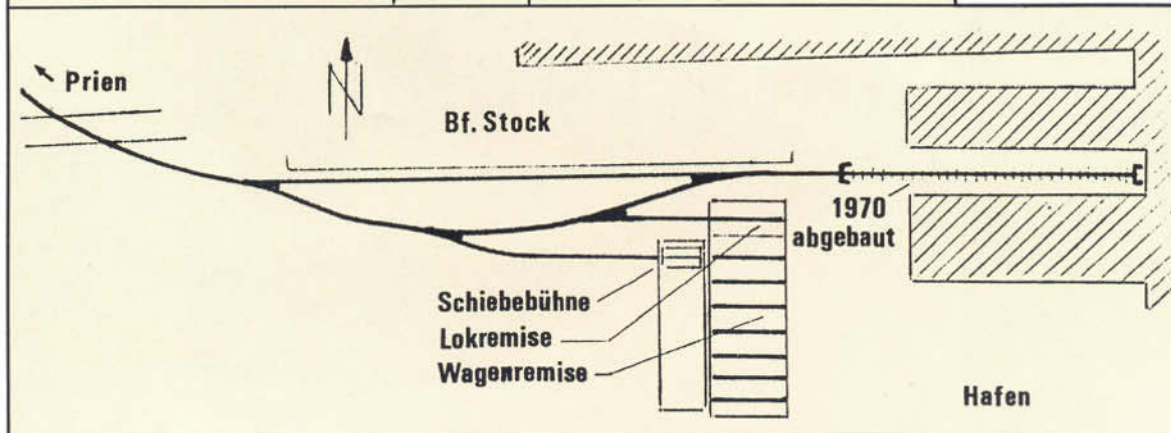 Prien
N
Bf. Stock
1970
abgebaut
Schiebebühne
Lokremise
Wagenremise
Hafen